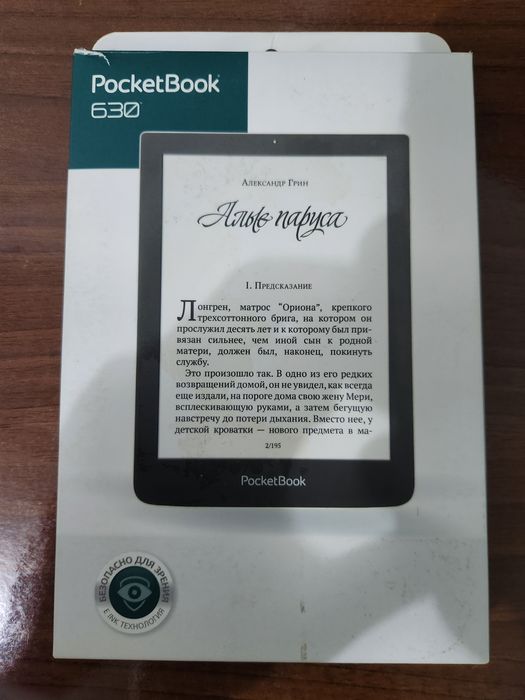 PocketBook
630
Александр Грин
Алые паруса
I. Предсказание
Лонгрен, матрос "Ориона", крепкого
трехсоттонного брига, на котором он
прослужил десять лет и к которому был при-
вязан сильнее, чем иной сын к родной
матери, должен был, наконец, покинуть
службу.
Это произошло так. В одно из его редких
возвращений домой, он не увидел, как всегда
еще издали, на пороге дома свою жену Мери,
всплескивающую руками, а затем бегущую
навстречу до потери дыхания. Вместо нее, у
детской кроватки — нового предмета в ма-
2/195
PocketBook
БЕЗОПАСНО ДЛЯ ЗРЕНИЯ
E INK ТЕХНОЛОГИЯ